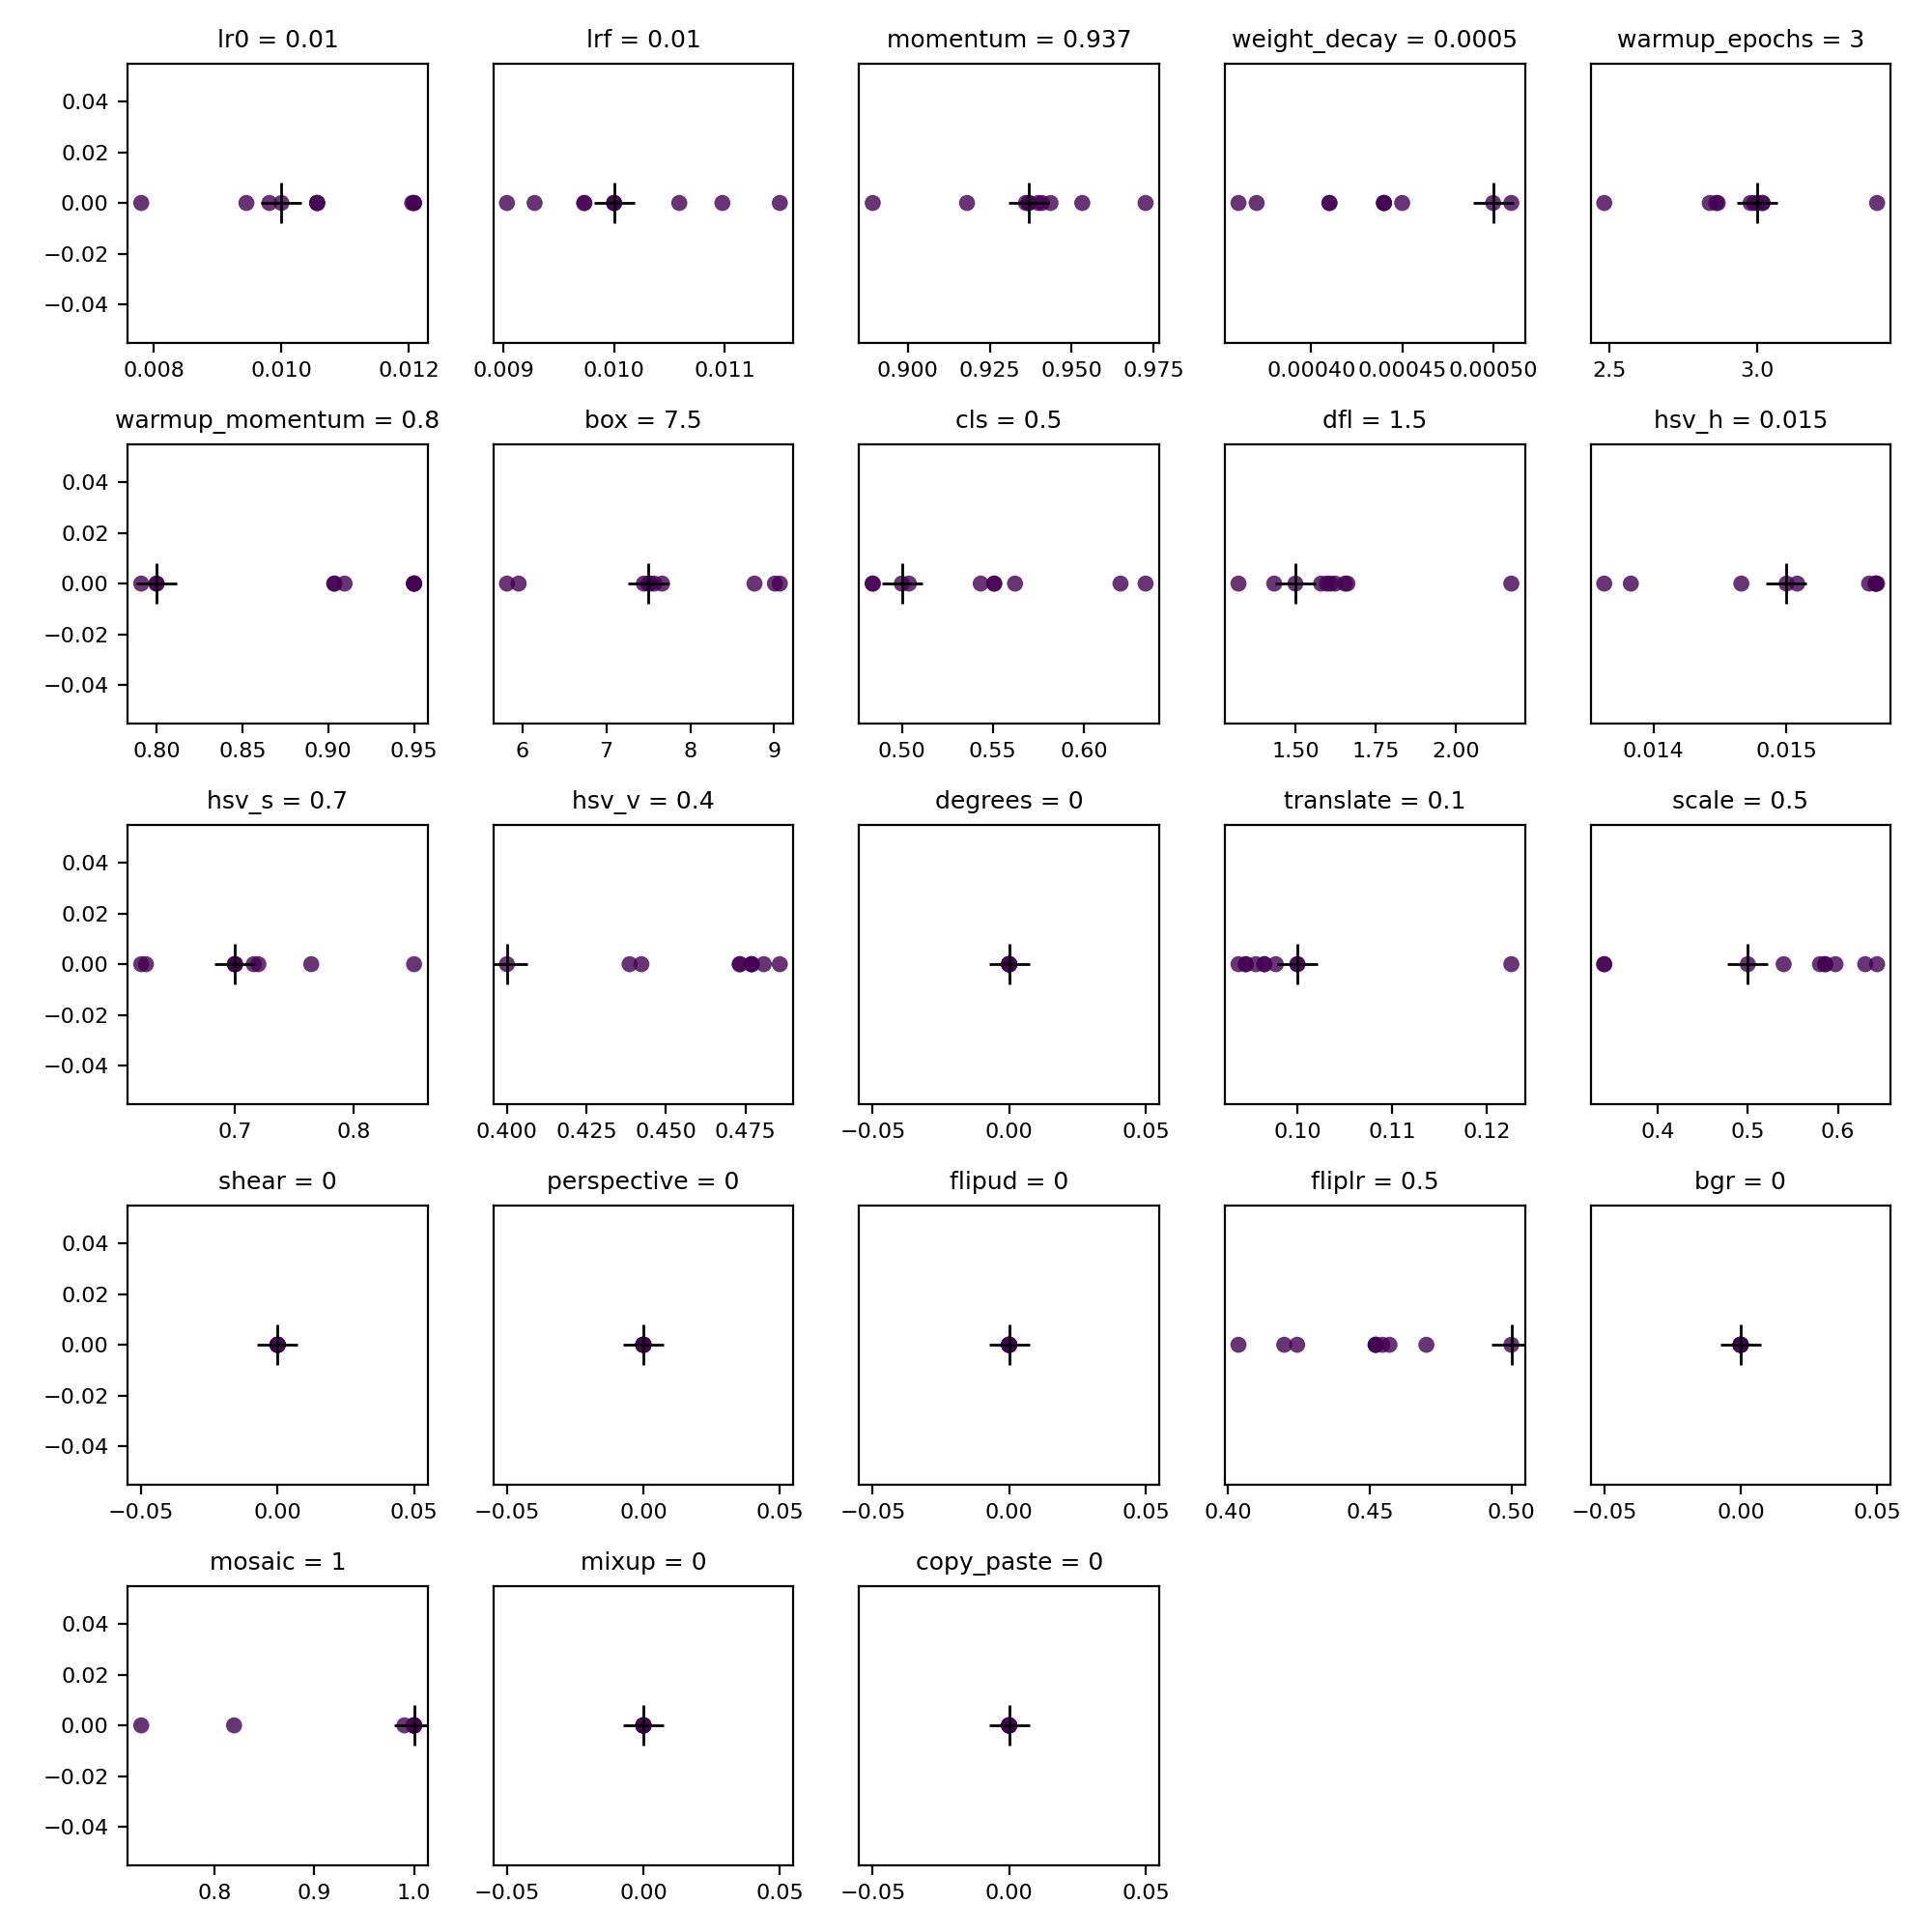 lr0 = 0.01 lrf = 0.01 momentum = 0.937 weight_decay = 0.0005 warmup_epochs = 3
0.04
0.02
0.00
−0.02
−0.04
0.008 0.010 0.012 0.009 0.010 0.011 0.900 0.925 0.950 0.975 0.00040 0.00045 0.00050 2.5 3.0
warmup_momentum = 0.8 box = 7.5 cls = 0.5 dfl = 1.5 hsv_h = 0.015
0.04
0.02
0.00
−0.02
−0.04
0.80 0.85 0.90 0.95 6 7 8 9 0.50 0.55 0.60 1.50 1.75 2.00 0.014 0.015
hsv_s = 0.7 hsv_v = 0.4 degrees = 0 translate = 0.1 scale = 0.5
0.04
0.02
0.00
−0.02
−0.04
0.7 0.8 0.400 0.425 0.450 0.475 −0.05 0.00 0.05 0.10 0.11 0.12 0.4 0.5 0.6
shear = 0 perspective = 0 flipud = 0 fliplr = 0.5 bgr = 0
0.04
0.02
0.00
−0.02
−0.04
−0.05 0.00 0.05 −0.05 0.00 0.05 −0.05 0.00 0.05 0.40 0.45 0.50 −0.05 0.00 0.05
mosaic = 1 mixup = 0 copy_paste = 0
0.04
0.02
0.00
−0.02
−0.04
0.8 0.9 1.0 −0.05 0.00 0.05 −0.05 0.00 0.05